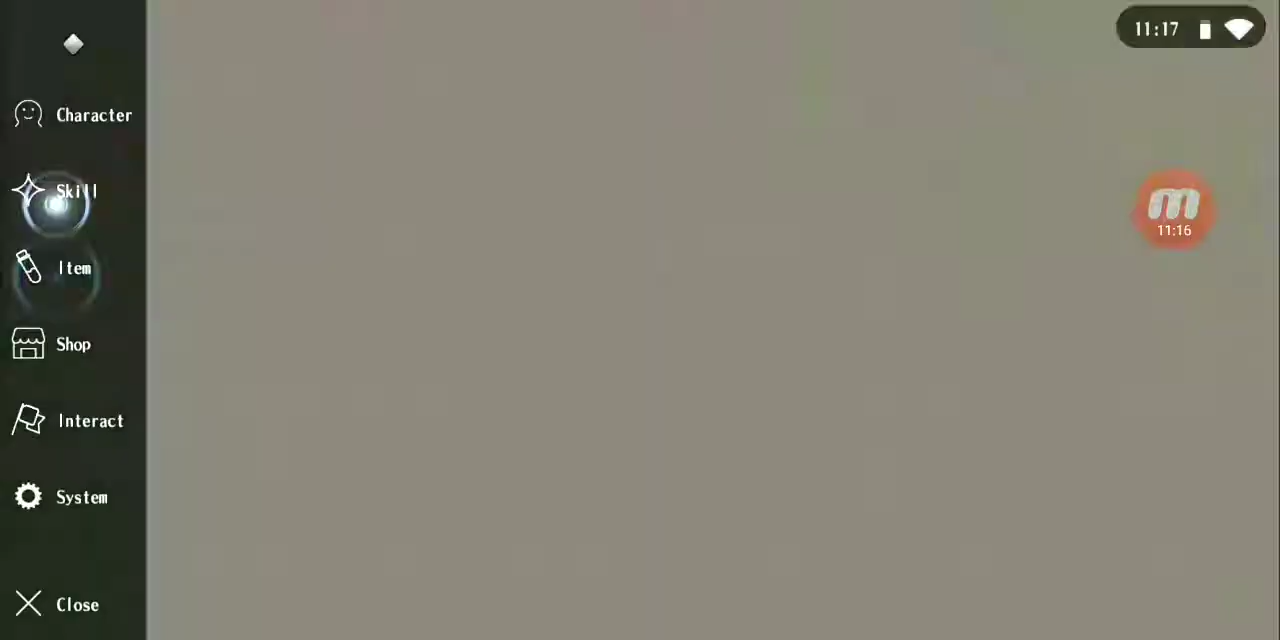 11:17
Character
Skill
Item
Shop
Interact
System
Close
m
11:16